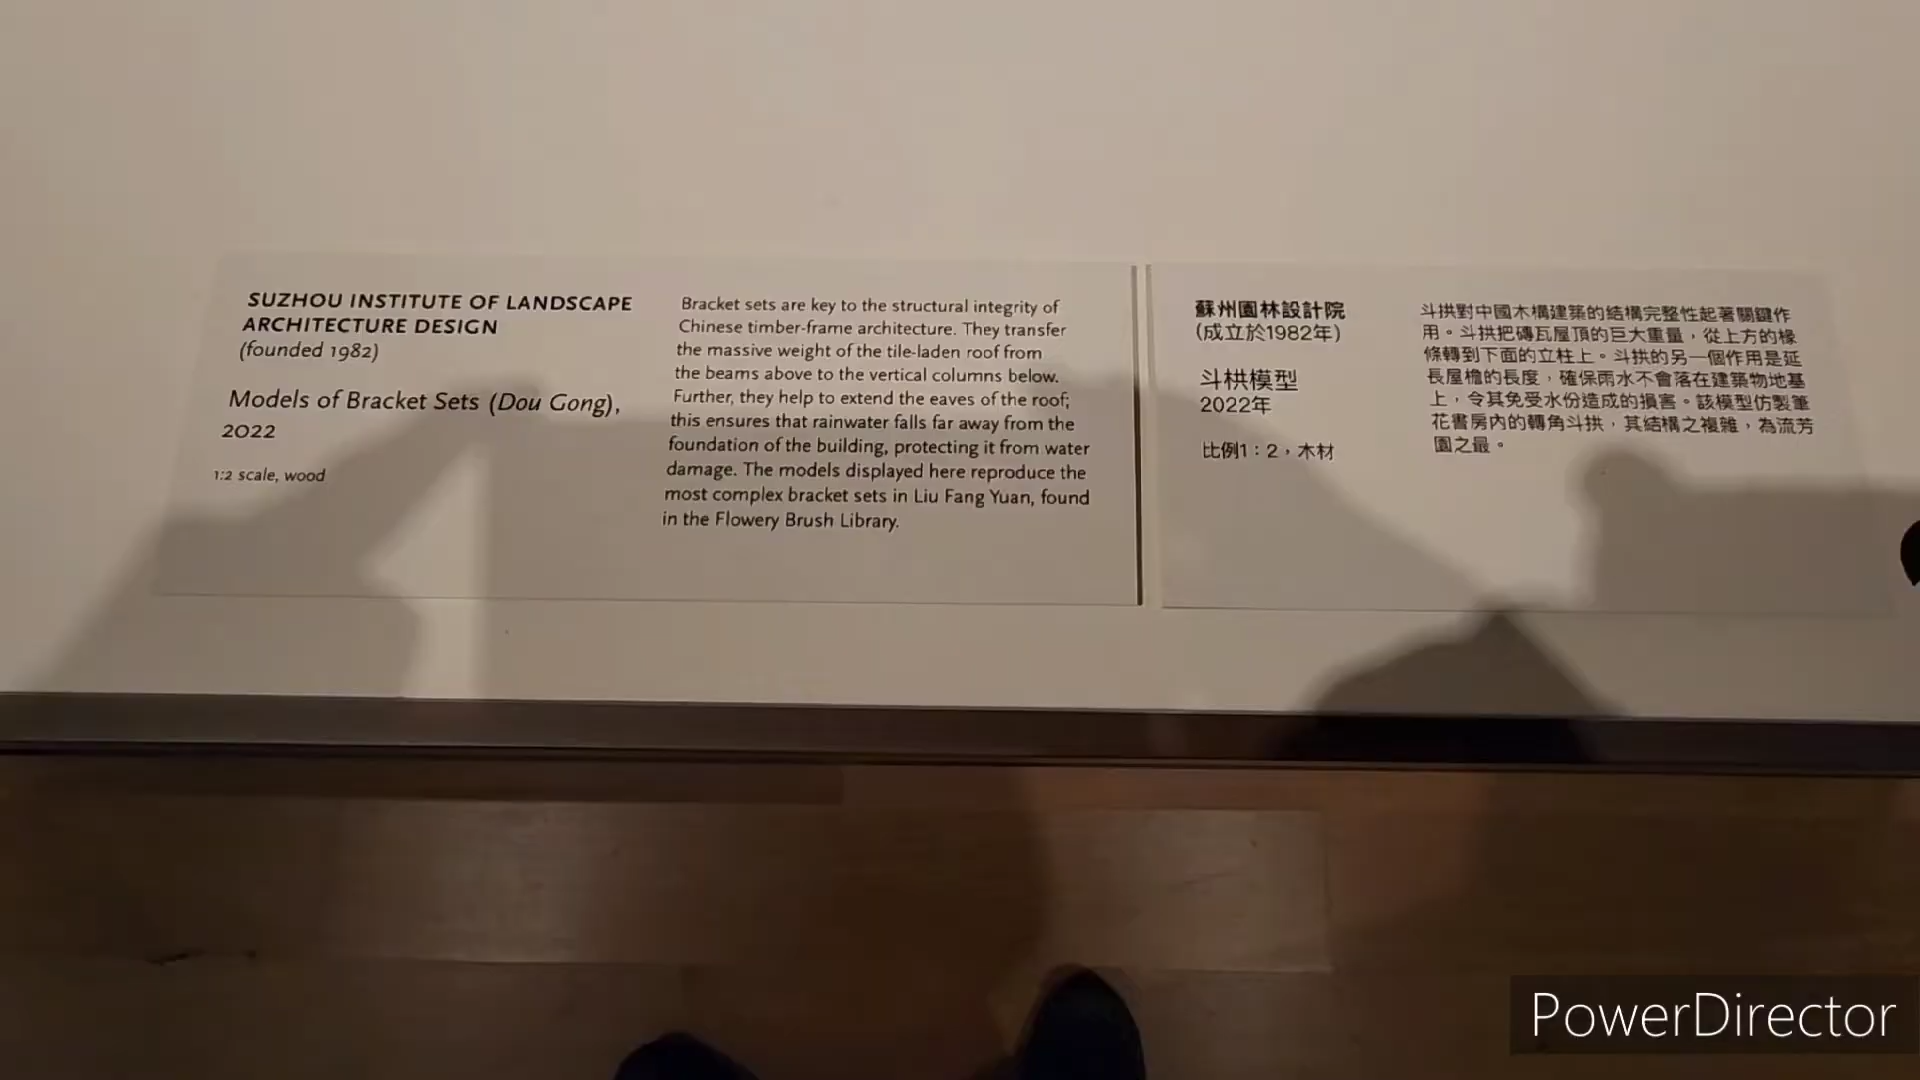 SUZHOU INSTITUTE OF LANDSCAPE
ARCHITECTURE DESIGN
(founded 1982)
Models of Bracket Sets (Dou Gong),
2022
1:2 scale, wood
Bracket sets are key to the structural integrity of
Chinese timber-frame architecture. They transfer
the massive weight of the tile-laden roof from
the beams above to the vertical columns below.
Further, they help to extend the eaves of the roof;
this ensures that rainwater falls far away from the
foundation of the building, protecting it from water
damage. The models displayed here reproduce the
most complex bracket sets in Liu Fang Yuan, found
in the Flowery Brush Library.
蘇州園林設計院
(成立於1982年)
斗栱模型
2022年
比例1：2，木材
斗拱對中國木構建築的結構完整性起著關鍵作
用。斗拱把磚瓦屋頂的巨大重量，從上方的椽
條轉到下面的立柱上。斗拱的另一個作用是延
長屋檐的長度，確保雨水不會落在建築物地基
上，令其免受水份造成的損害。該模型仿製筆
花書房內的轉角斗拱，其結構之複雜，為流芳
園之最。
PowerDirector